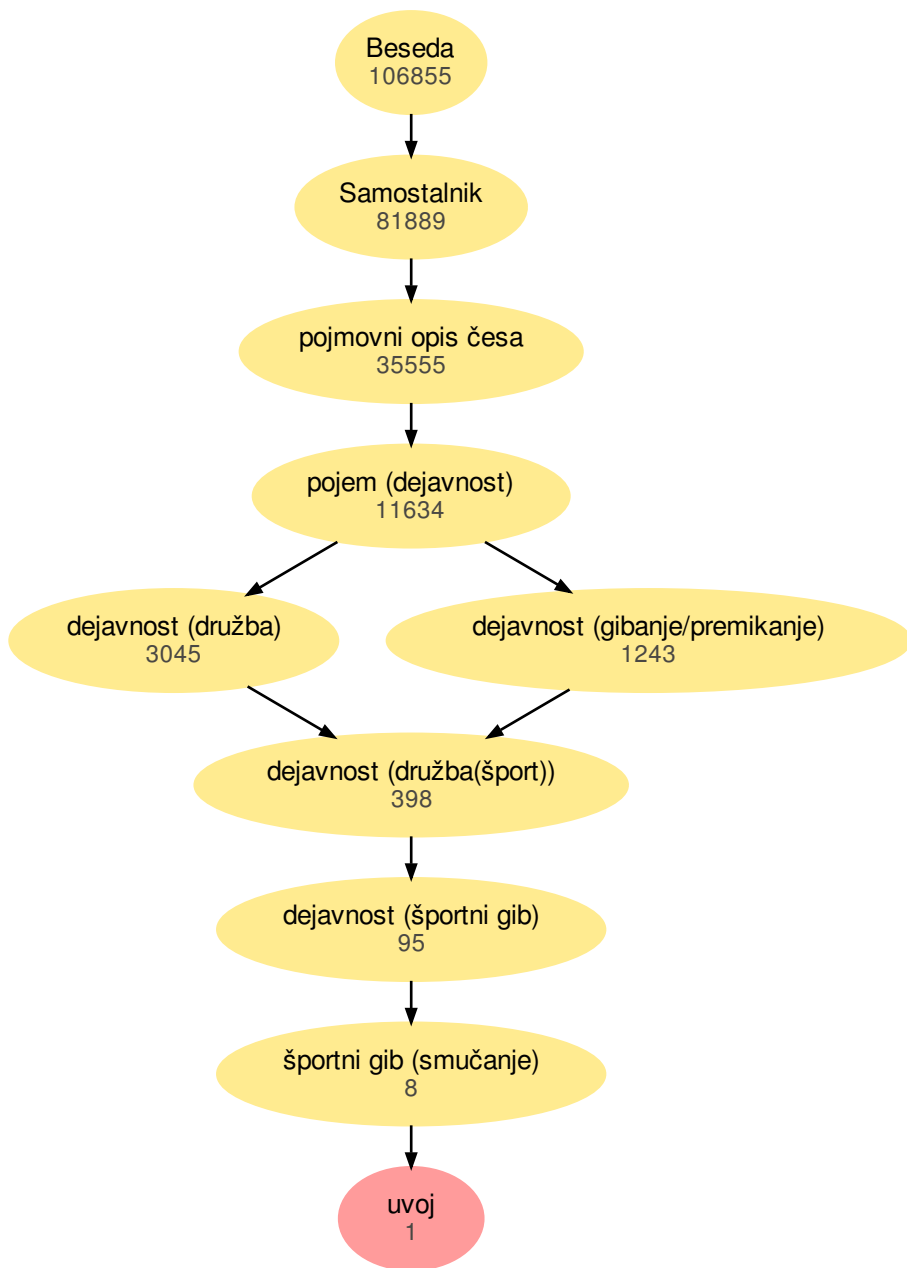 Beseda
106855
Samostalnik
81889
pojmovni opis česa
35555
pojem (dejavnost)
11634
dejavnost (družba)
3045
dejavnost (gibanje/premikanje)
1243
dejavnost (družba(šport))
398
dejavnost (športni gib)
95
športni gib (smučanje)
8
uvoj
1